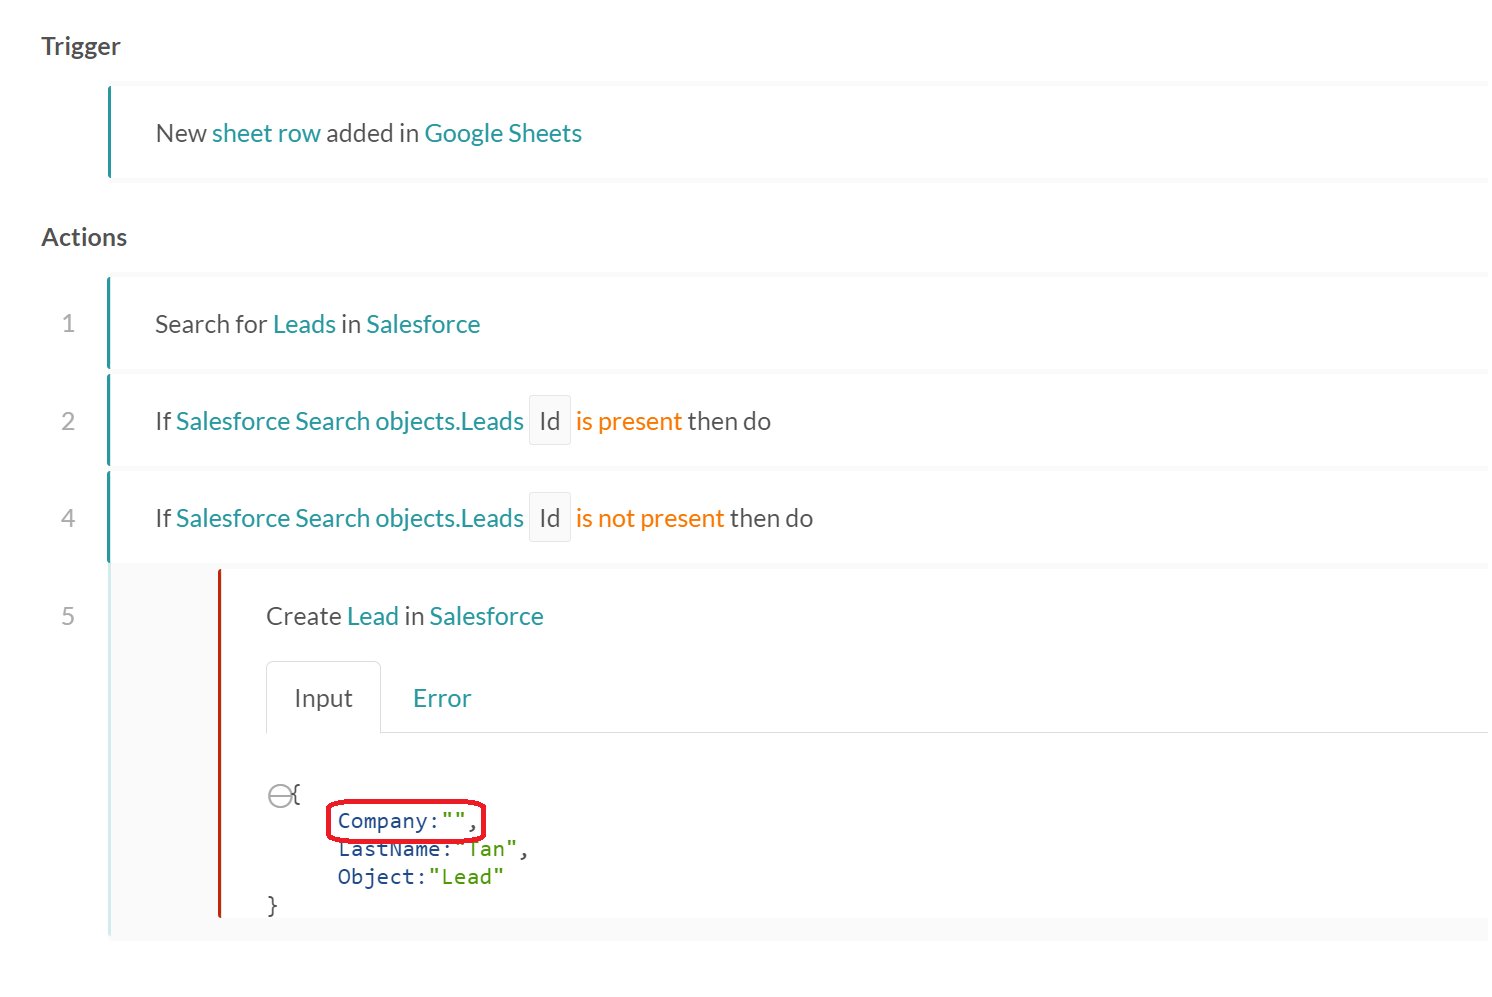 Trigger
New sheet row added in Google Sheets
Actions
1 Search for Leads in Salesforce
2 If Salesforce Search objects.Leads Id is present then do
4 If Salesforce Search objects.Leads Id is not present then do
5 Create Lead in Salesforce
Input Error
{
Company:"",
LastName:"Tan",
Object:"Lead"
}